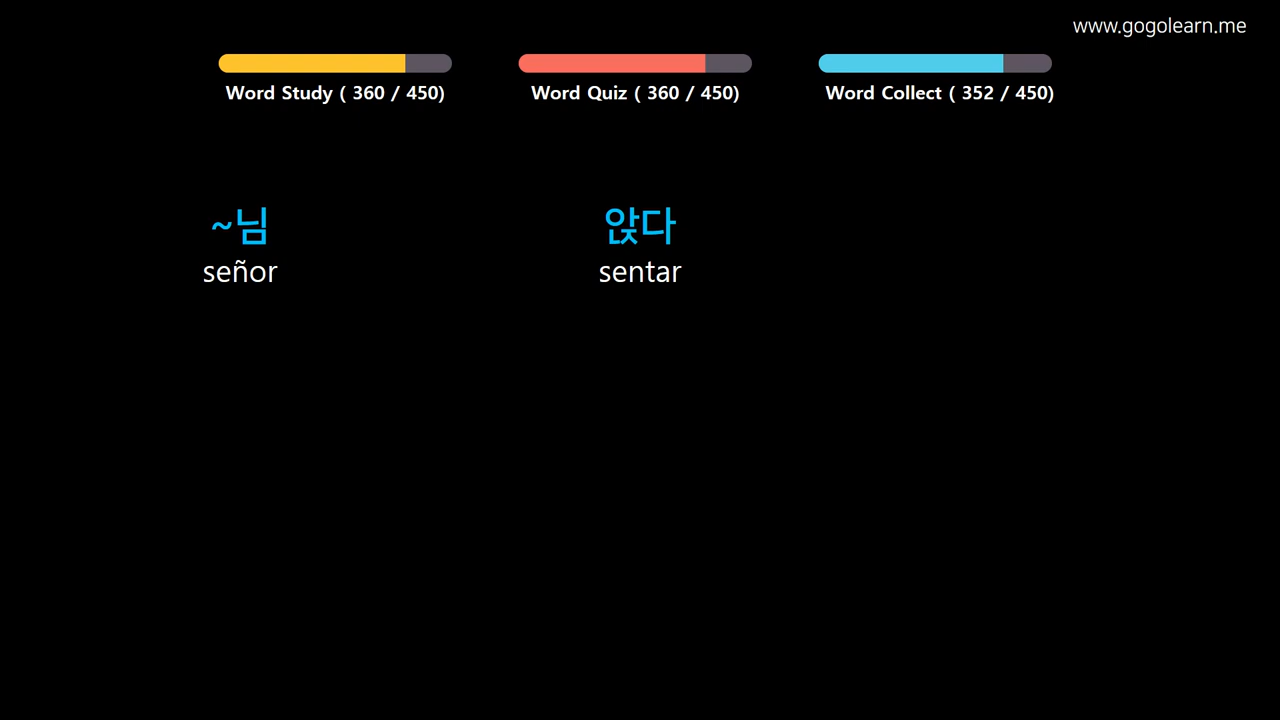 www.gogolearn.me
Word Study ( 360 / 450)
Word Quiz ( 360 / 450)
Word Collect ( 352 / 450)
~님
señor
앉다
sentar